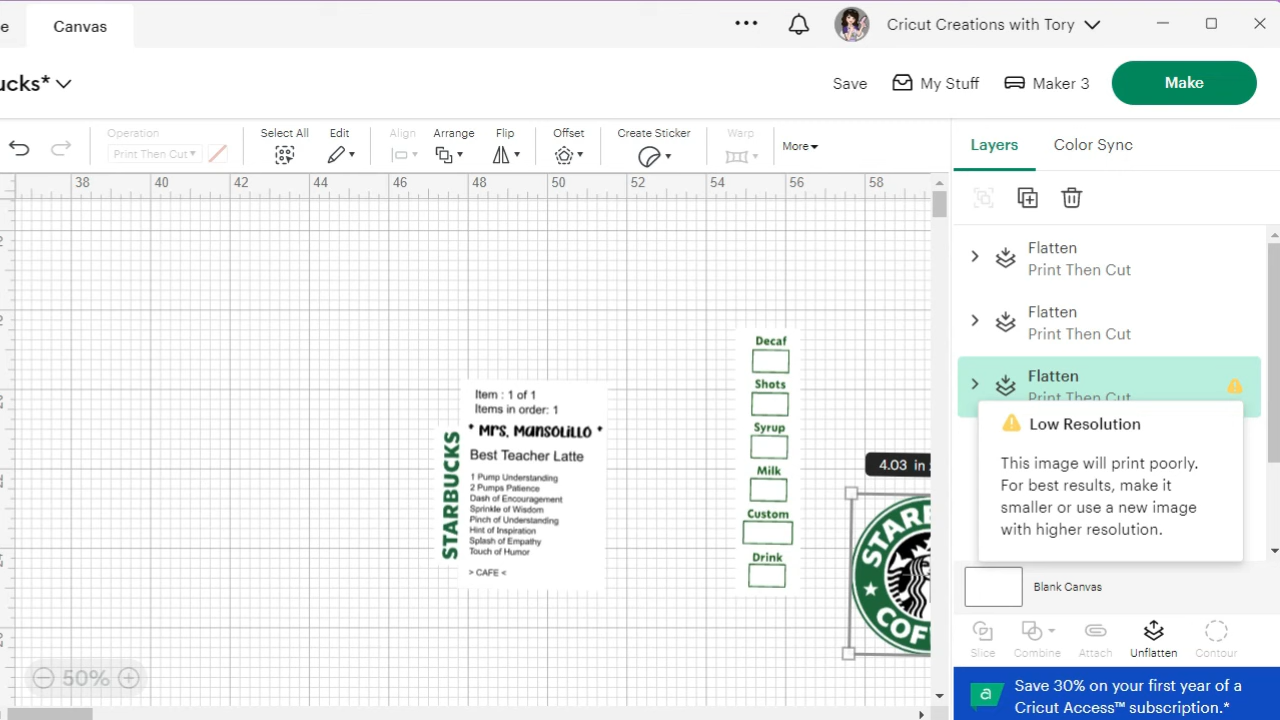 Canvas
Cricut Creations with Tory
ucks*
Save
My Stuff
Maker 3
Make
Operation
Print Then Cut
Select All
Edit
Align
Arrange
Flip
Offset
Create Sticker
Warp
More
38 40 42 44 46 48 50 52 54 56 58
Layers
Color Sync
Flatten
Print Then Cut
Flatten
Print Then Cut
Flatten
Print Then Cut
Low Resolution
This image will print poorly.
For best results, make it
smaller or use a new image
with higher resolution.
Item : 1 of 1
Items in order: 1
* Mrs. Mansolillo *
Best Teacher Latte
1 Pump Understanding
2 Pumps Patience
Dash of Encouragement
Sprinkle of Wisdom
Pinch of Understanding
Hint of Inspiration
Splash of Empathy
Touch of Humor
> CAFE <
STARBUCKS
Decaf
Shots
Syrup
Milk
Custom
Drink
4.03 in
STAR
COF
Blank Canvas
Slice
Combine
Attach
Unflatten
Contour
50%
a
Save 30% on your first year of a
Cricut Access™ subscription.*